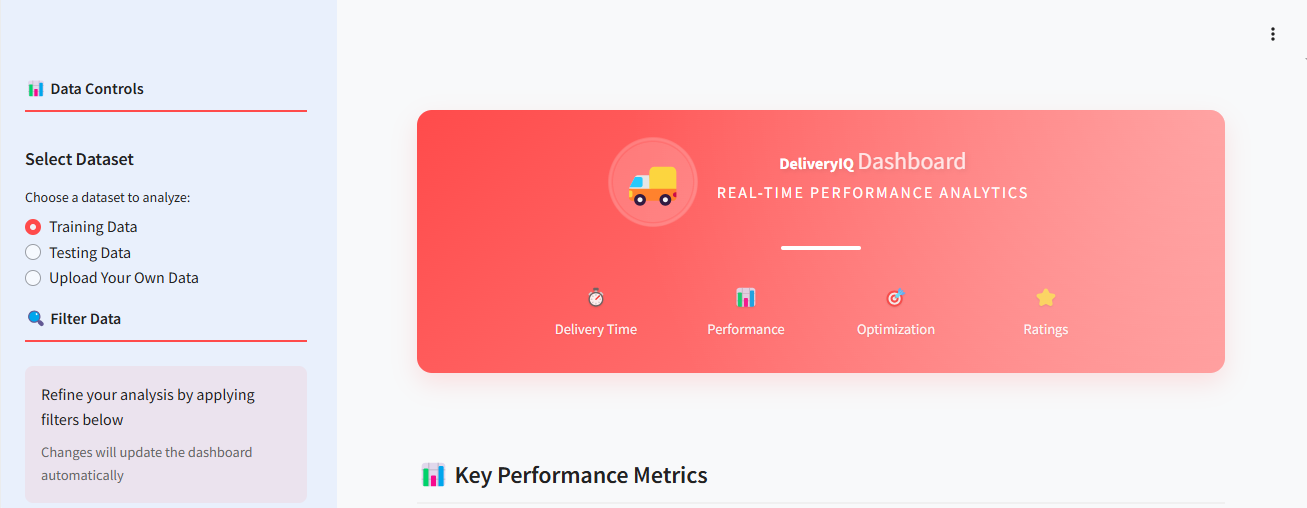 Data Controls
Select Dataset
Choose a dataset to analyze:
Training Data
Testing Data
Upload Your Own Data
Filter Data
Refine your analysis by applying
filters below
Changes will update the dashboard
automatically
DeliveryIQ Dashboard
REAL-TIME PERFORMANCE ANALYTICS
Delivery Time
Performance
Optimization
Ratings
Key Performance Metrics